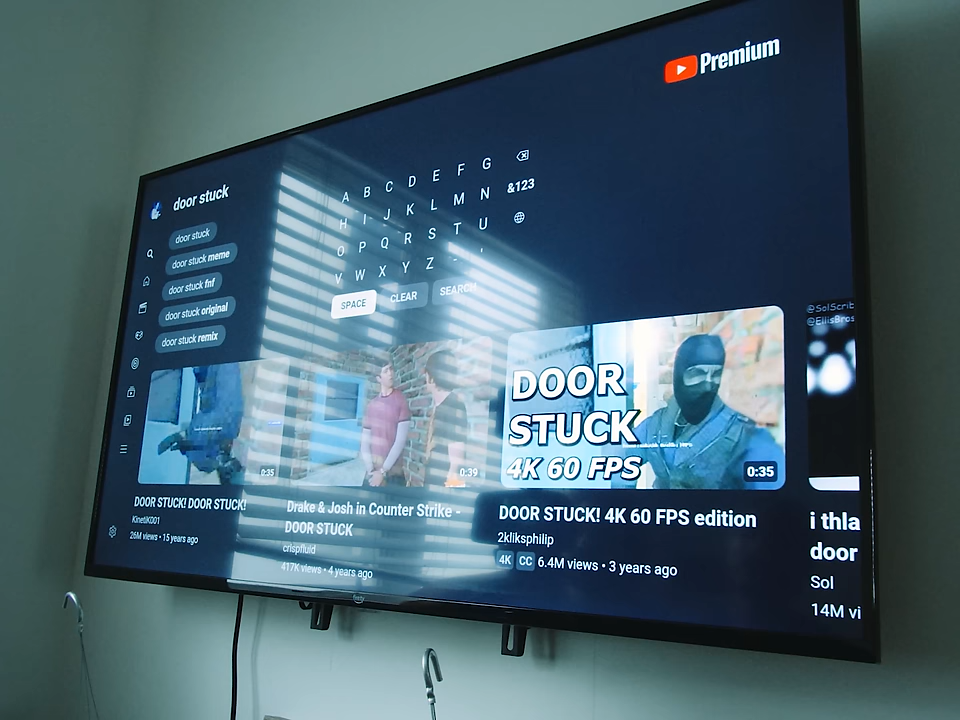 Premium
door stuck
A B C D E F G
&123
H I J K L M N
O P Q R S T U
V W X Y Z - '
SPACE CLEAR SEARCH
door stuck
door stuck meme
door stuck fnf
door stuck original
door stuck remix
0:35
0:39
DOOR
STUCK
4K 60 FPS
0:35
@SolScrib
@EllisBros
DOOR STUCK! DOOR STUCK!
KinetiK001
26M views • 15 years ago
Drake & Josh in Counter Strike -
DOOR STUCK
crispfluid
417K views • 4 years ago
DOOR STUCK! 4K 60 FPS edition
2kliksphilip
4K CC 6.4M views • 3 years ago
i thla
door
Sol
14M vi